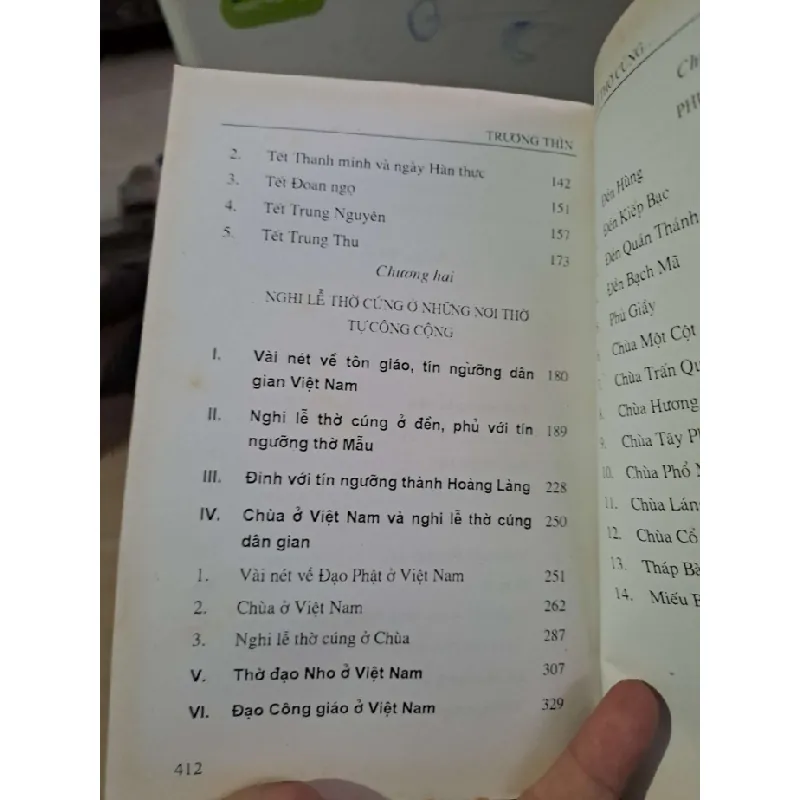 TRƯƠNG THÌN
2. Tết Thanh minh và ngày Hàn thực 142
3. Tết Đoan ngọ 151
4. Tết Trung Nguyên 157
5. Tết Trung Thu 173
Chương hai
NGHI LỄ THỜ CÚNG Ở NHỮNG NƠI THỜ
TỰ CÔNG CỘNG
I. Vài nét về tôn giáo, tín ngưỡng dân 180
gian Việt Nam
II. Nghi lễ thờ cúng ở đền, phủ với tín 189
ngưỡng thờ Mẫu
III. Đình với tín ngưỡng thành Hoàng Làng 228
IV. Chùa ở Việt Nam và nghi lễ thờ cúng 250
dân gian
1. Vài nét về Đạo Phật ở Việt Nam 251
2. Chùa ở Việt Nam 262
3. Nghi lễ thờ cúng ở Chùa 287
V. Thờ đạo Nho ở Việt Nam 307
VI. Đạo Công giáo ở Việt Nam 329
412
THỜ CÚNG...
Ch
PHỤ
Đền Hùng
Đền Kiếp Bạc
Đền Quán Thánh
Đền Bạch Mã
Phủ Giầy
Chùa Một Cột
Chùa Trấn Qu
8. Chùa Hương
9. Chùa Tây Ph
10. Chùa Phổ
11. Chùa Lán
12. Chùa Cổ
13. Tháp Bà
14. Miếu